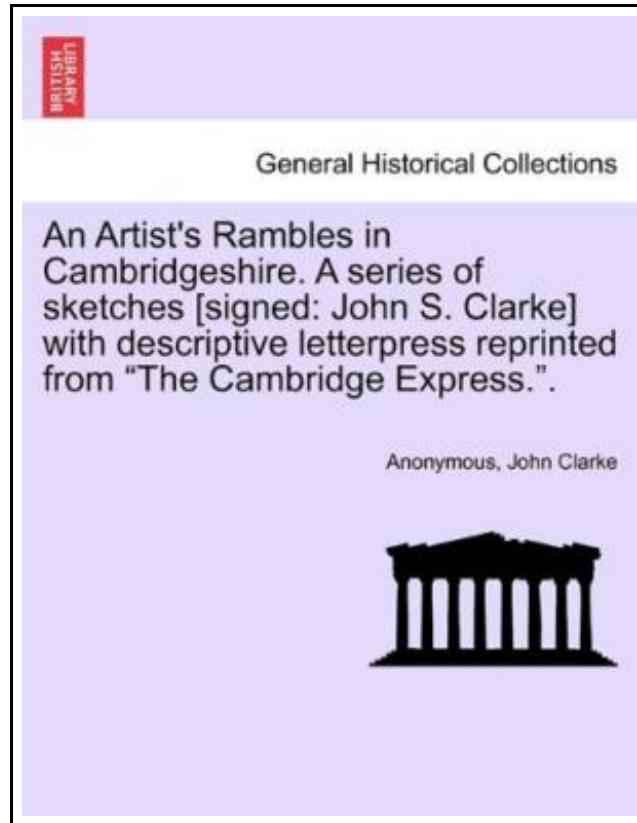 BRITISH
LIBRARY
General Historical Collections
An Artist's Rambles in
Cambridgeshire. A series of
sketches [signed: John S. Clarke]
with descriptive letterpress reprinted
from “The Cambridge Express.”.
Anonymous, John Clarke